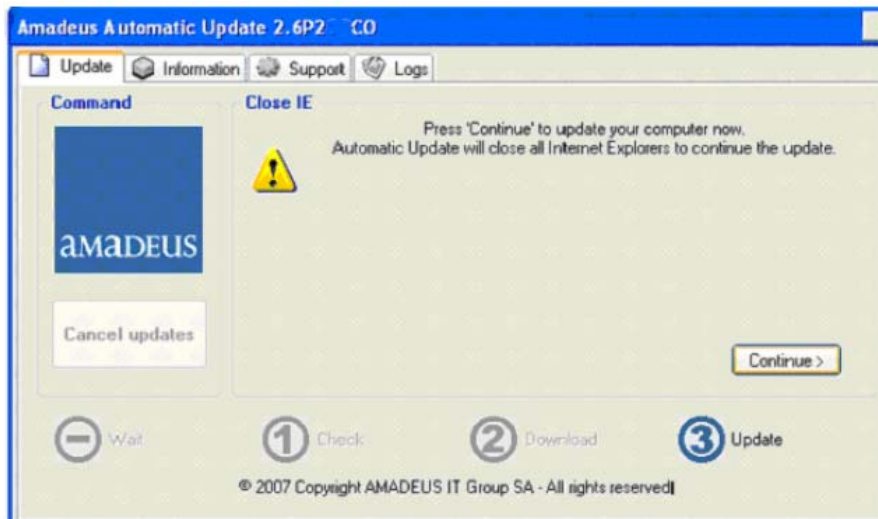 Amadeus Automatic Update 2.6P2 CO
Update Information Support Logs
Command
Close IE
Press 'Continue' to update your computer now.
Automatic Update will close all Internet Explorers to continue the update.
aMaDEUS
Cancel updates
Continue >
Wait 1 Check 2 Download 3 Update
© 2007 Copyright AMADEUS IT Group SA - All rights reserved